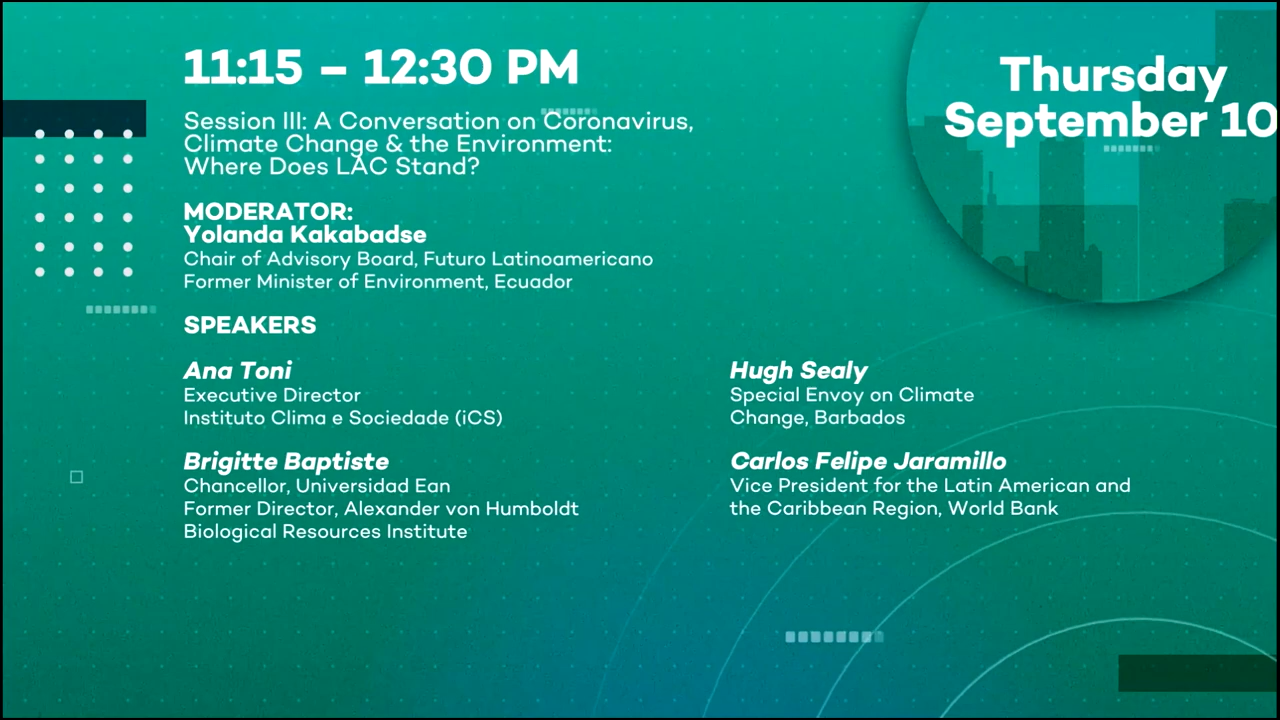 11:15 – 12:30 PM
Thursday
September 10
Session III: A Conversation on Coronavirus,
Climate Change & the Environment:
Where Does LAC Stand?
MODERATOR:
Yolanda Kakabadse
Chair of Advisory Board, Futuro Latinoamericano
Former Minister of Environment, Ecuador
SPEAKERS
Ana Toni
Executive Director
Instituto Clima e Sociedade (iCS)
Brigitte Baptiste
Chancellor, Universidad Ean
Former Director, Alexander von Humboldt
Biological Resources Institute
Hugh Sealy
Special Envoy on Climate
Change, Barbados
Carlos Felipe Jaramillo
Vice President for the Latin American and
the Caribbean Region, World Bank